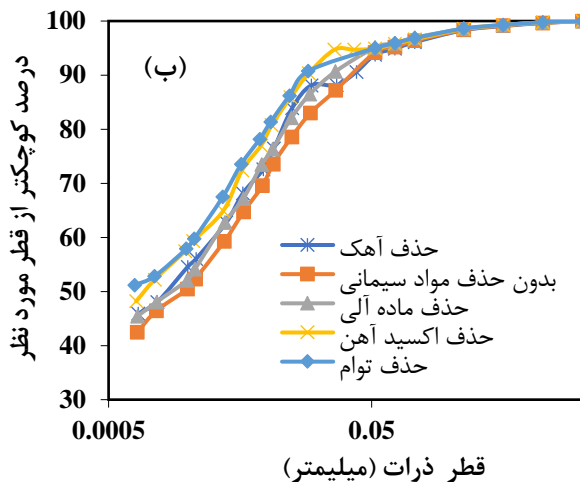 (ب)
درصد کوچکتر از قطر مورد نظر
100
90
80
70
60
50
40
30
حذف آهک
بدون حذف مواد سیمانی
حذف ماده آلی
حذف اکسید آهن
حذف توام
0.0005
0.05
قطر ذرات (میلیمتر)